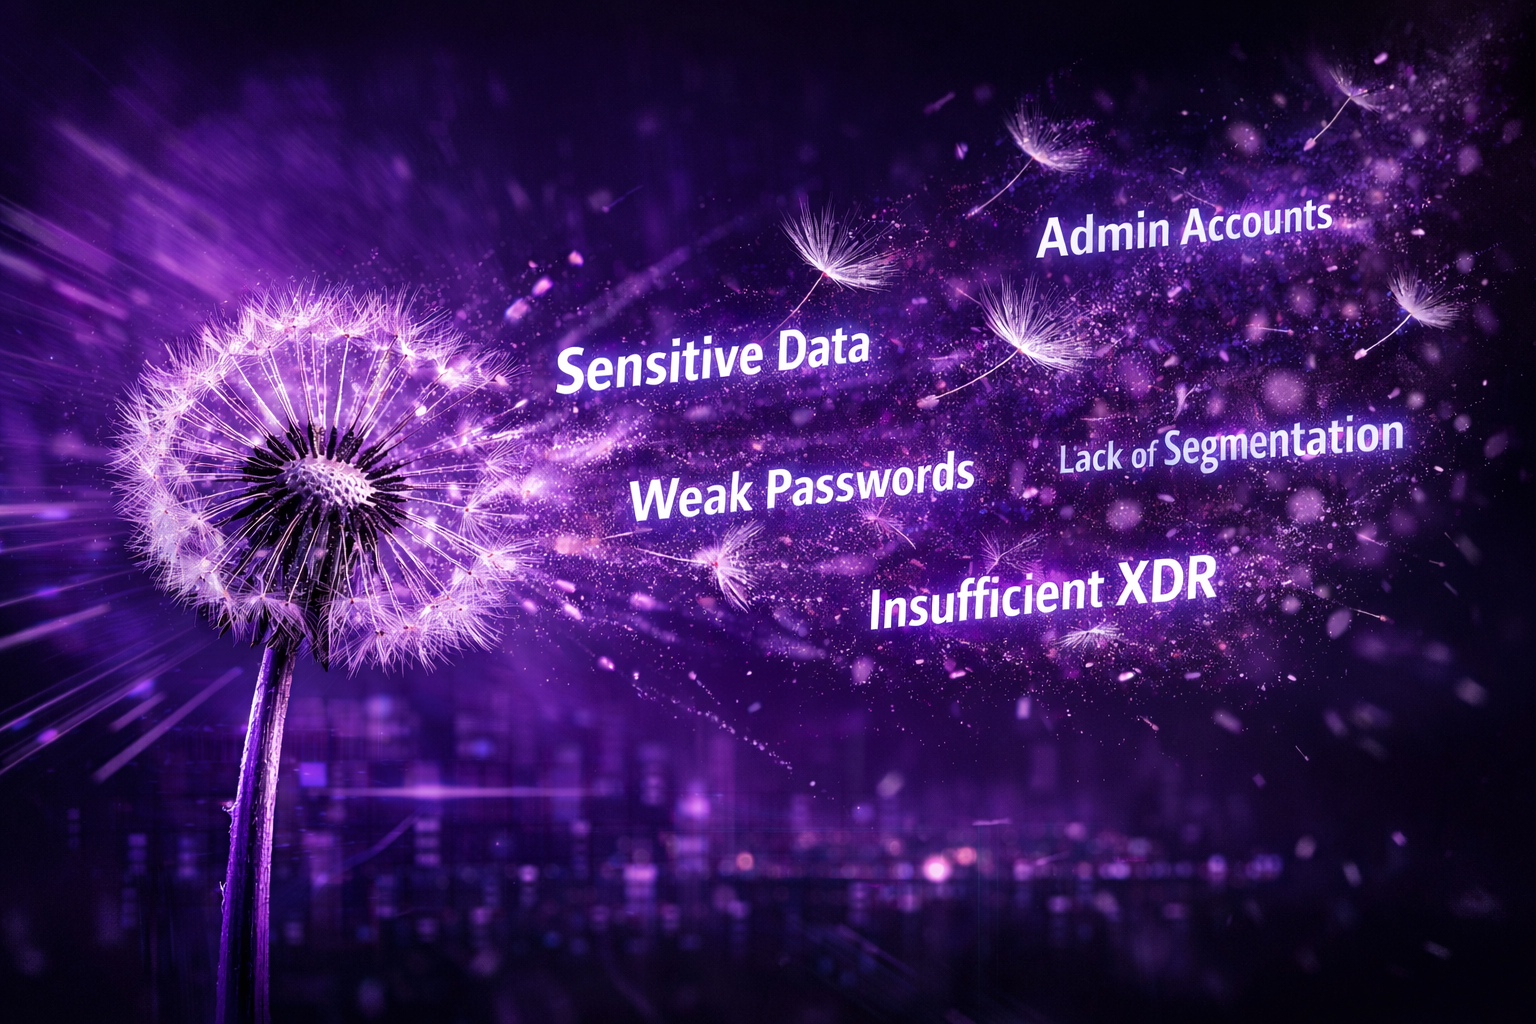 Admin Accounts
Sensitive Data
Lack of Segmentation
Weak Passwords
Insufficient XDR